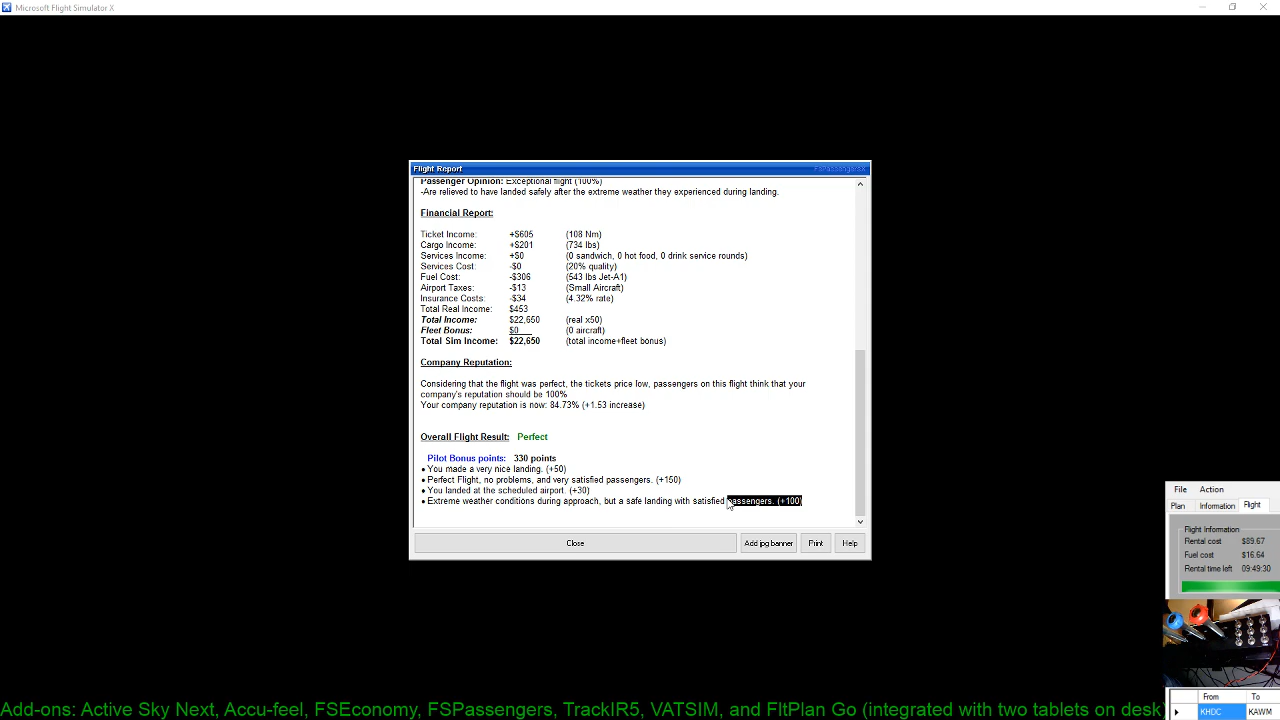 Microsoft Flight Simulator X
Flight Report
FsPassengersX
Passenger Opinion: Exceptional flight (100%)
-Are relieved to have landed safely after the extreme weather they experienced during landing.
Financial Report:
Ticket Income: +$605 (108 Nm)
Cargo Income: +$201 (734 lbs)
Services Income: +$0 (0 sandwich, 0 hot food, 0 drink service rounds)
Services Cost: -$0 (20% quality)
Fuel Cost: -$306 (543 lbs Jet-A1)
Airport Taxes: -$13 (Small Aircraft)
Insurance Costs: -$34 (4.32% rate)
Total Real Income: $453
Total Income: $22,650 (real x50)
Fleet Bonus: $0 (0 aircraft)
Total Sim Income: $22,650 (total income+fleet bonus)
Company Reputation:
Considering that the flight was perfect, the tickets price low, passengers on this flight think that your
company's reputation should be 100%
Your company reputation is now: 84.73% (+1.53 increase)
Overall Flight Result: Perfect
Pilot Bonus points: 330 points
• You made a very nice landing. (+50)
• Perfect Flight, no problems, and very satisfied passengers. (+150)
• You landed at the scheduled airport. (+30)
• Extreme weather conditions during approach, but a safe landing with satisfied passengers. (+100)
Close Add jpg banner Print Help
File Action
Plan Information Flight
Flight Information
Rental cost $89.67
Fuel cost $16.64
Rental time left 09:49:30
From To
KHDC KAWM
Add-ons: Active Sky Next, Accu-feel, FSEconomy, FSPassengers, TrackIR5, VATSIM, and FltPlan Go (integrated with two tablets on desk)